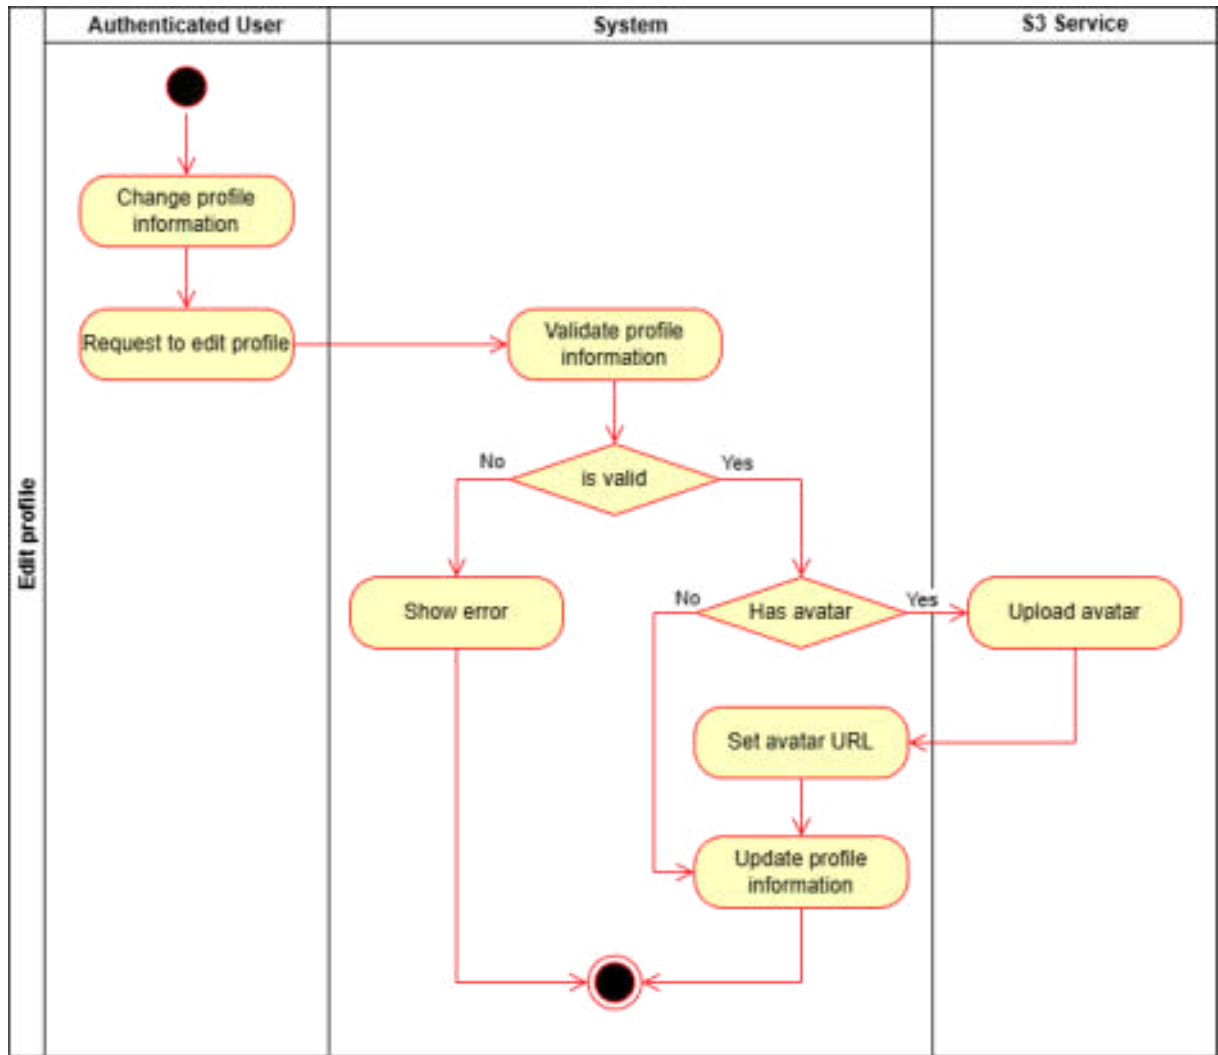 Authenticated User
System
S3 Service
Edit profile
Change profile
information
Request to edit profile
Validate profile
information
No
is valid
Yes
Show error
No
Has avatar
Yes
Upload avatar
Set avatar URL
Update profile
information